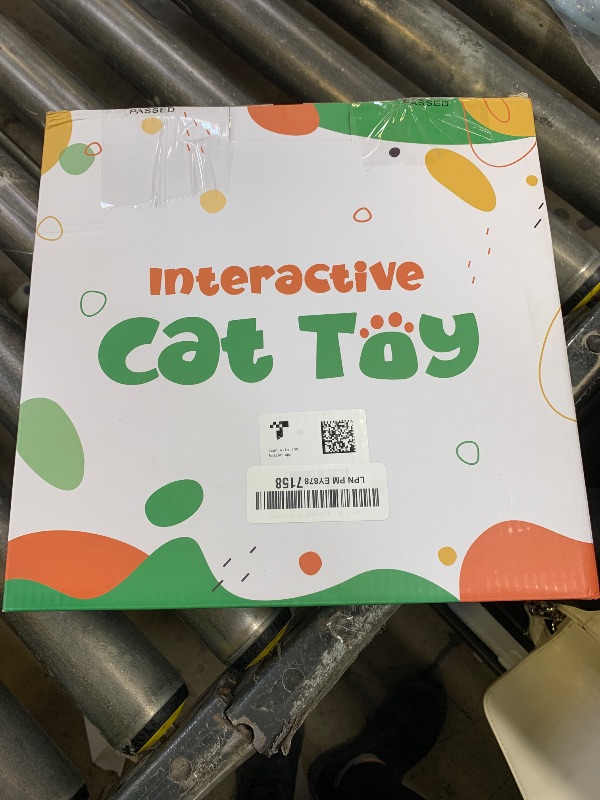 PASSED
PASSED
Interactive
Cat Toy
LPN PM EY878 7158